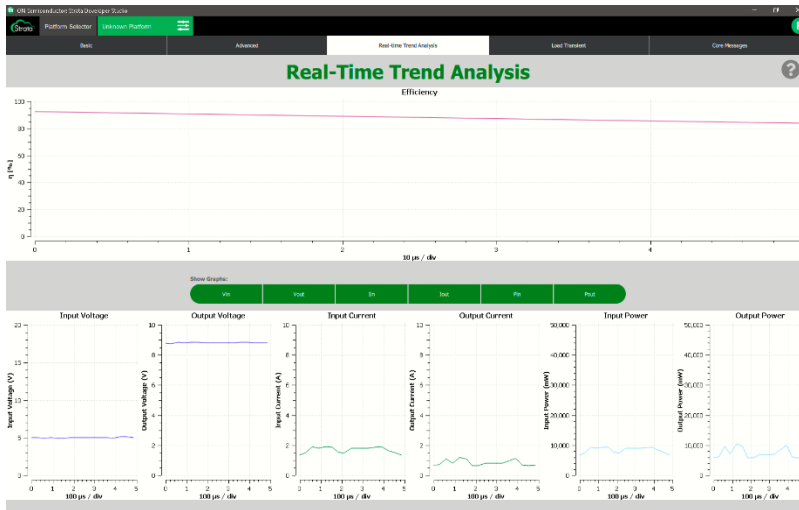 ON Semiconductor: Strata Developer Studio
Strata Platform Selector Unknown Platform
Basic Advanced Real-time Trend Analysis Load Transient Core Messages
Real-Time Trend Analysis ?
Efficiency
η [%]
100
80
60
40
20
0
0 1 2 3 4
10 µs / div
Show Graphs:
Vin Vout Iin Iout Pin Pout
Input Voltage
Input Voltage (V)
20
15
10
5
0
0 1 2 3 4 5
100 µs / div
Output Voltage
Output Voltage (V)
10
8
6
4
2
0
0 1 2 3 4 5
100 µs / div
Input Current
Input Current (A)
10
8
6
4
2
0
0 1 2 3 4 5
100 µs / div
Output Current
Output Current (A)
10
8
6
4
2
0
0 1 2 3 4 5
100 µs / div
Input Power
Input Power (mW)
50,000
40,000
30,000
20,000
10,000
0
0 1 2 3 4 5
100 µs / div
Output Power
Output Power (mW)
50,000
40,000
30,000
20,000
10,000
0
0 1 2 3 4 5
100 µs / div